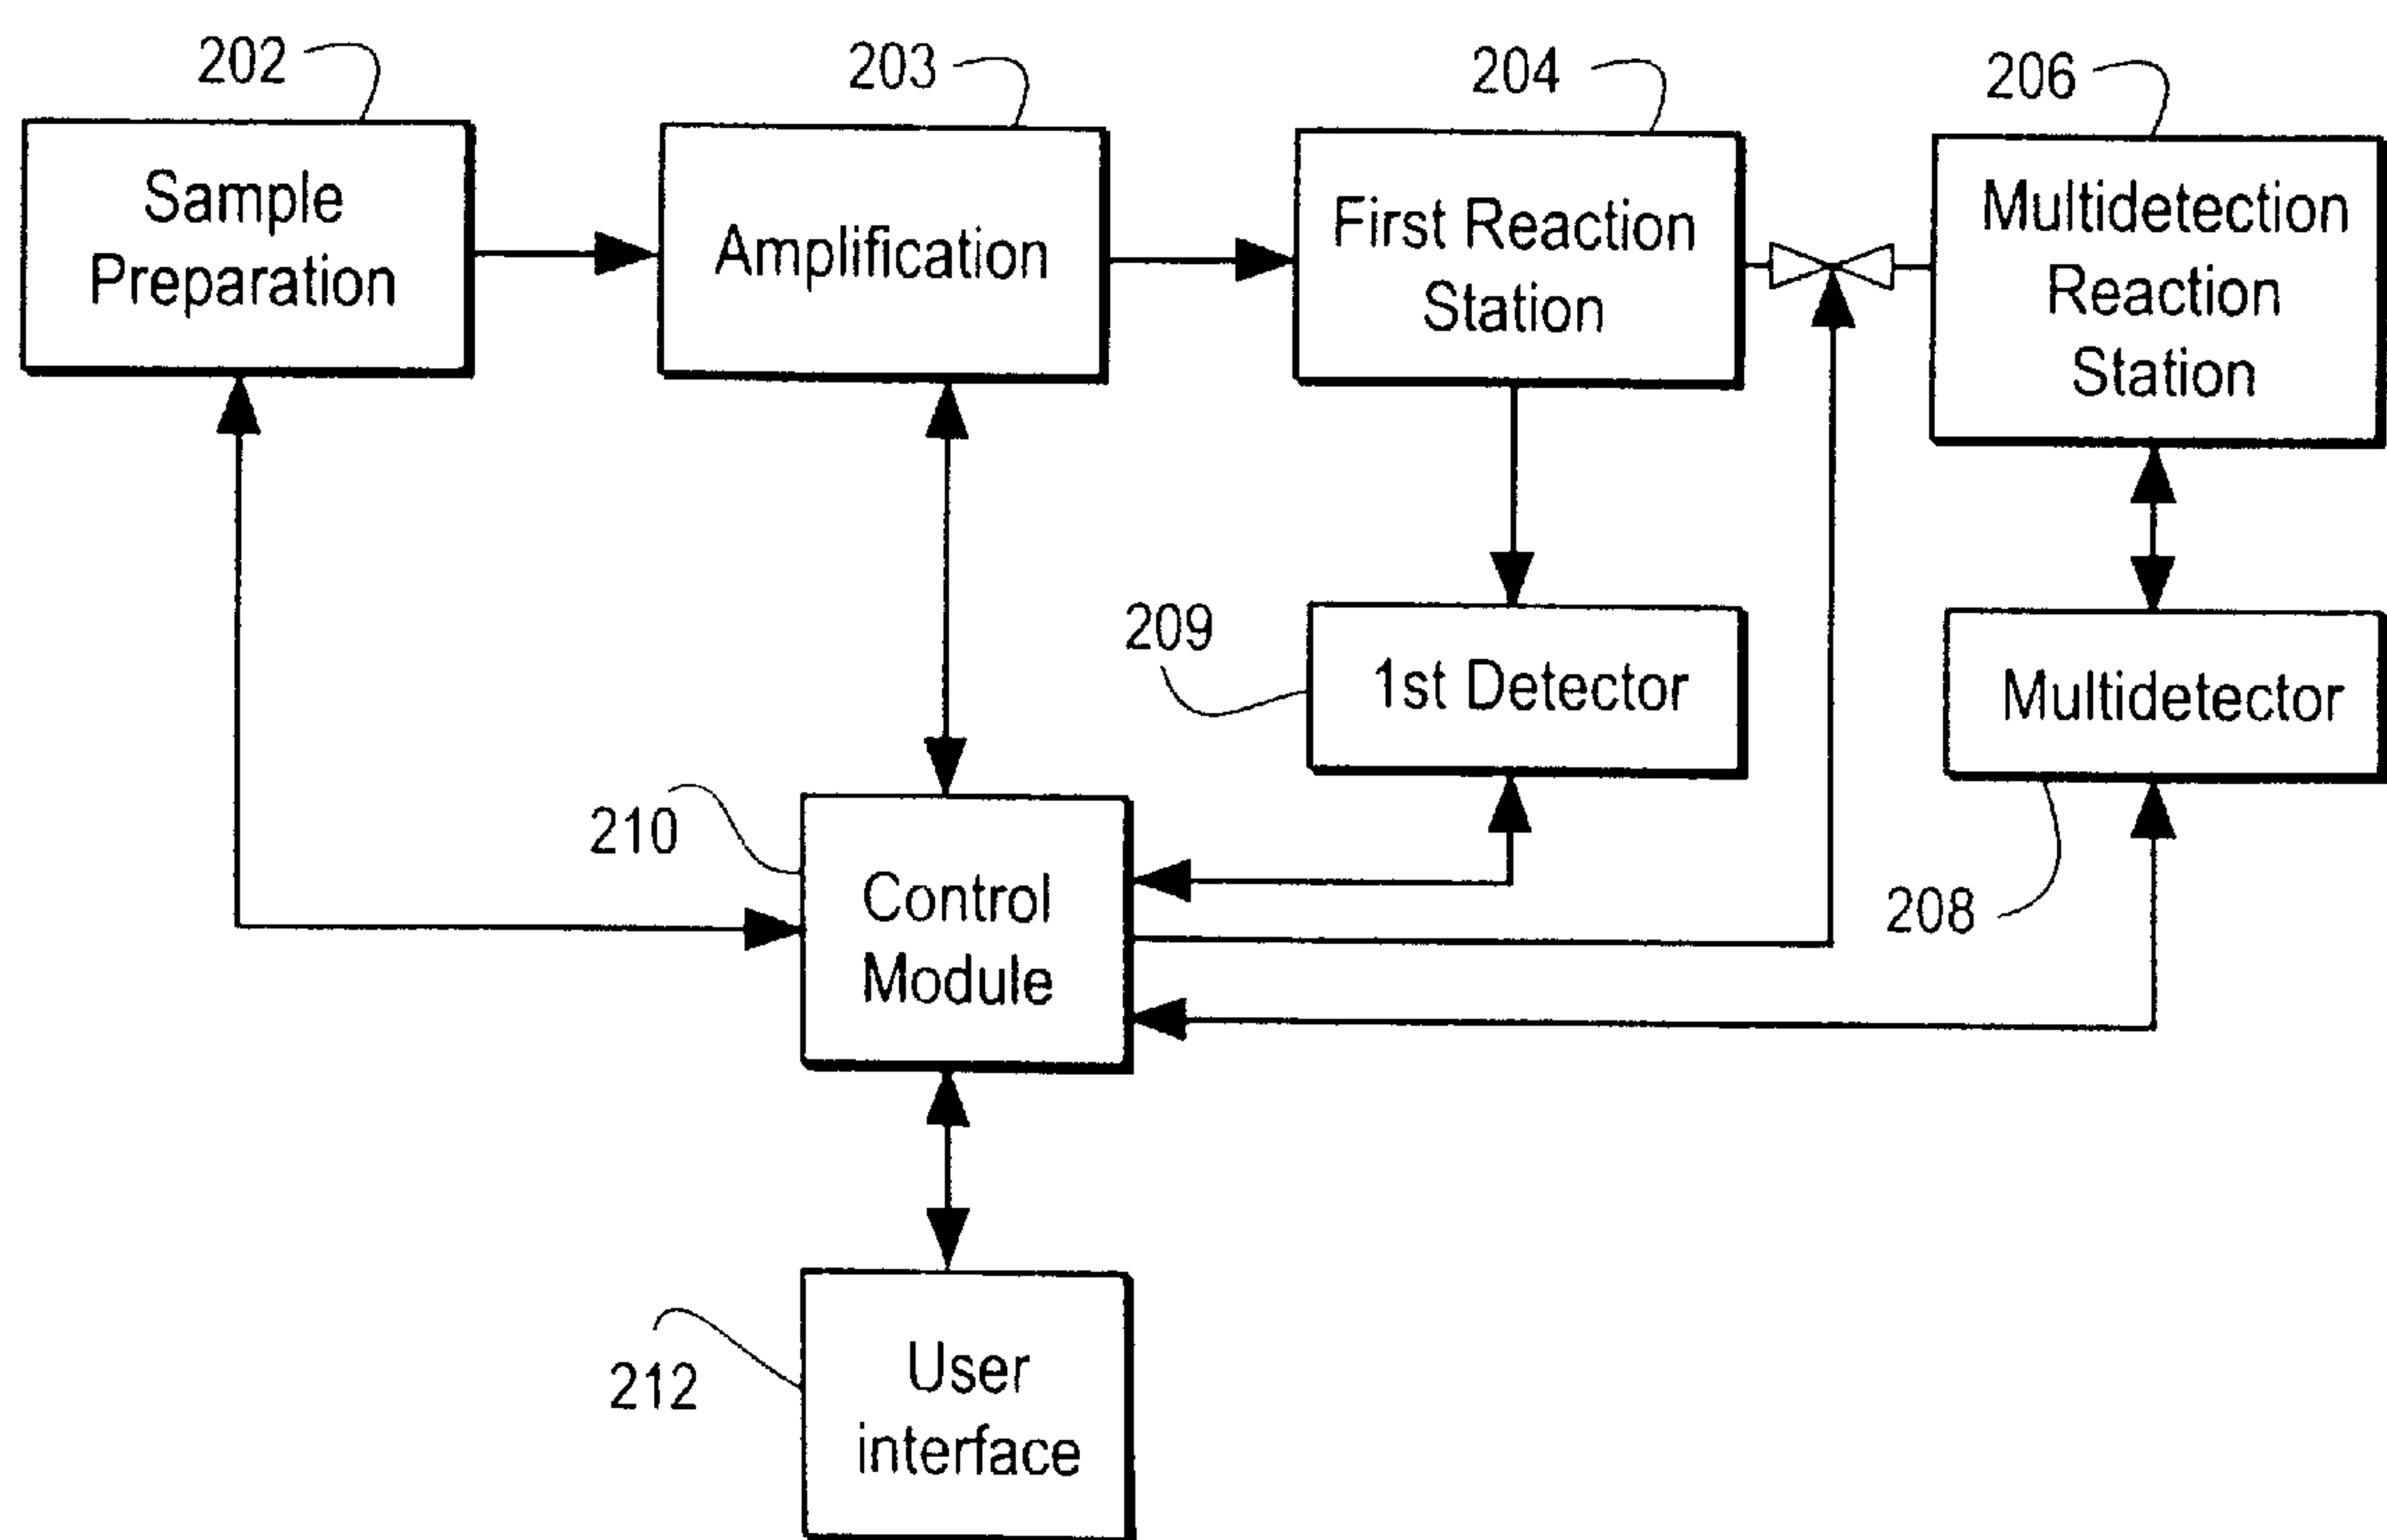 202
203
204
206
Sample
Preparation
Amplification
First Reaction
Station
Multidetection
Reaction
Station
209
1st Detector
Multidetector
210
Control
Module
208
212
User
interface